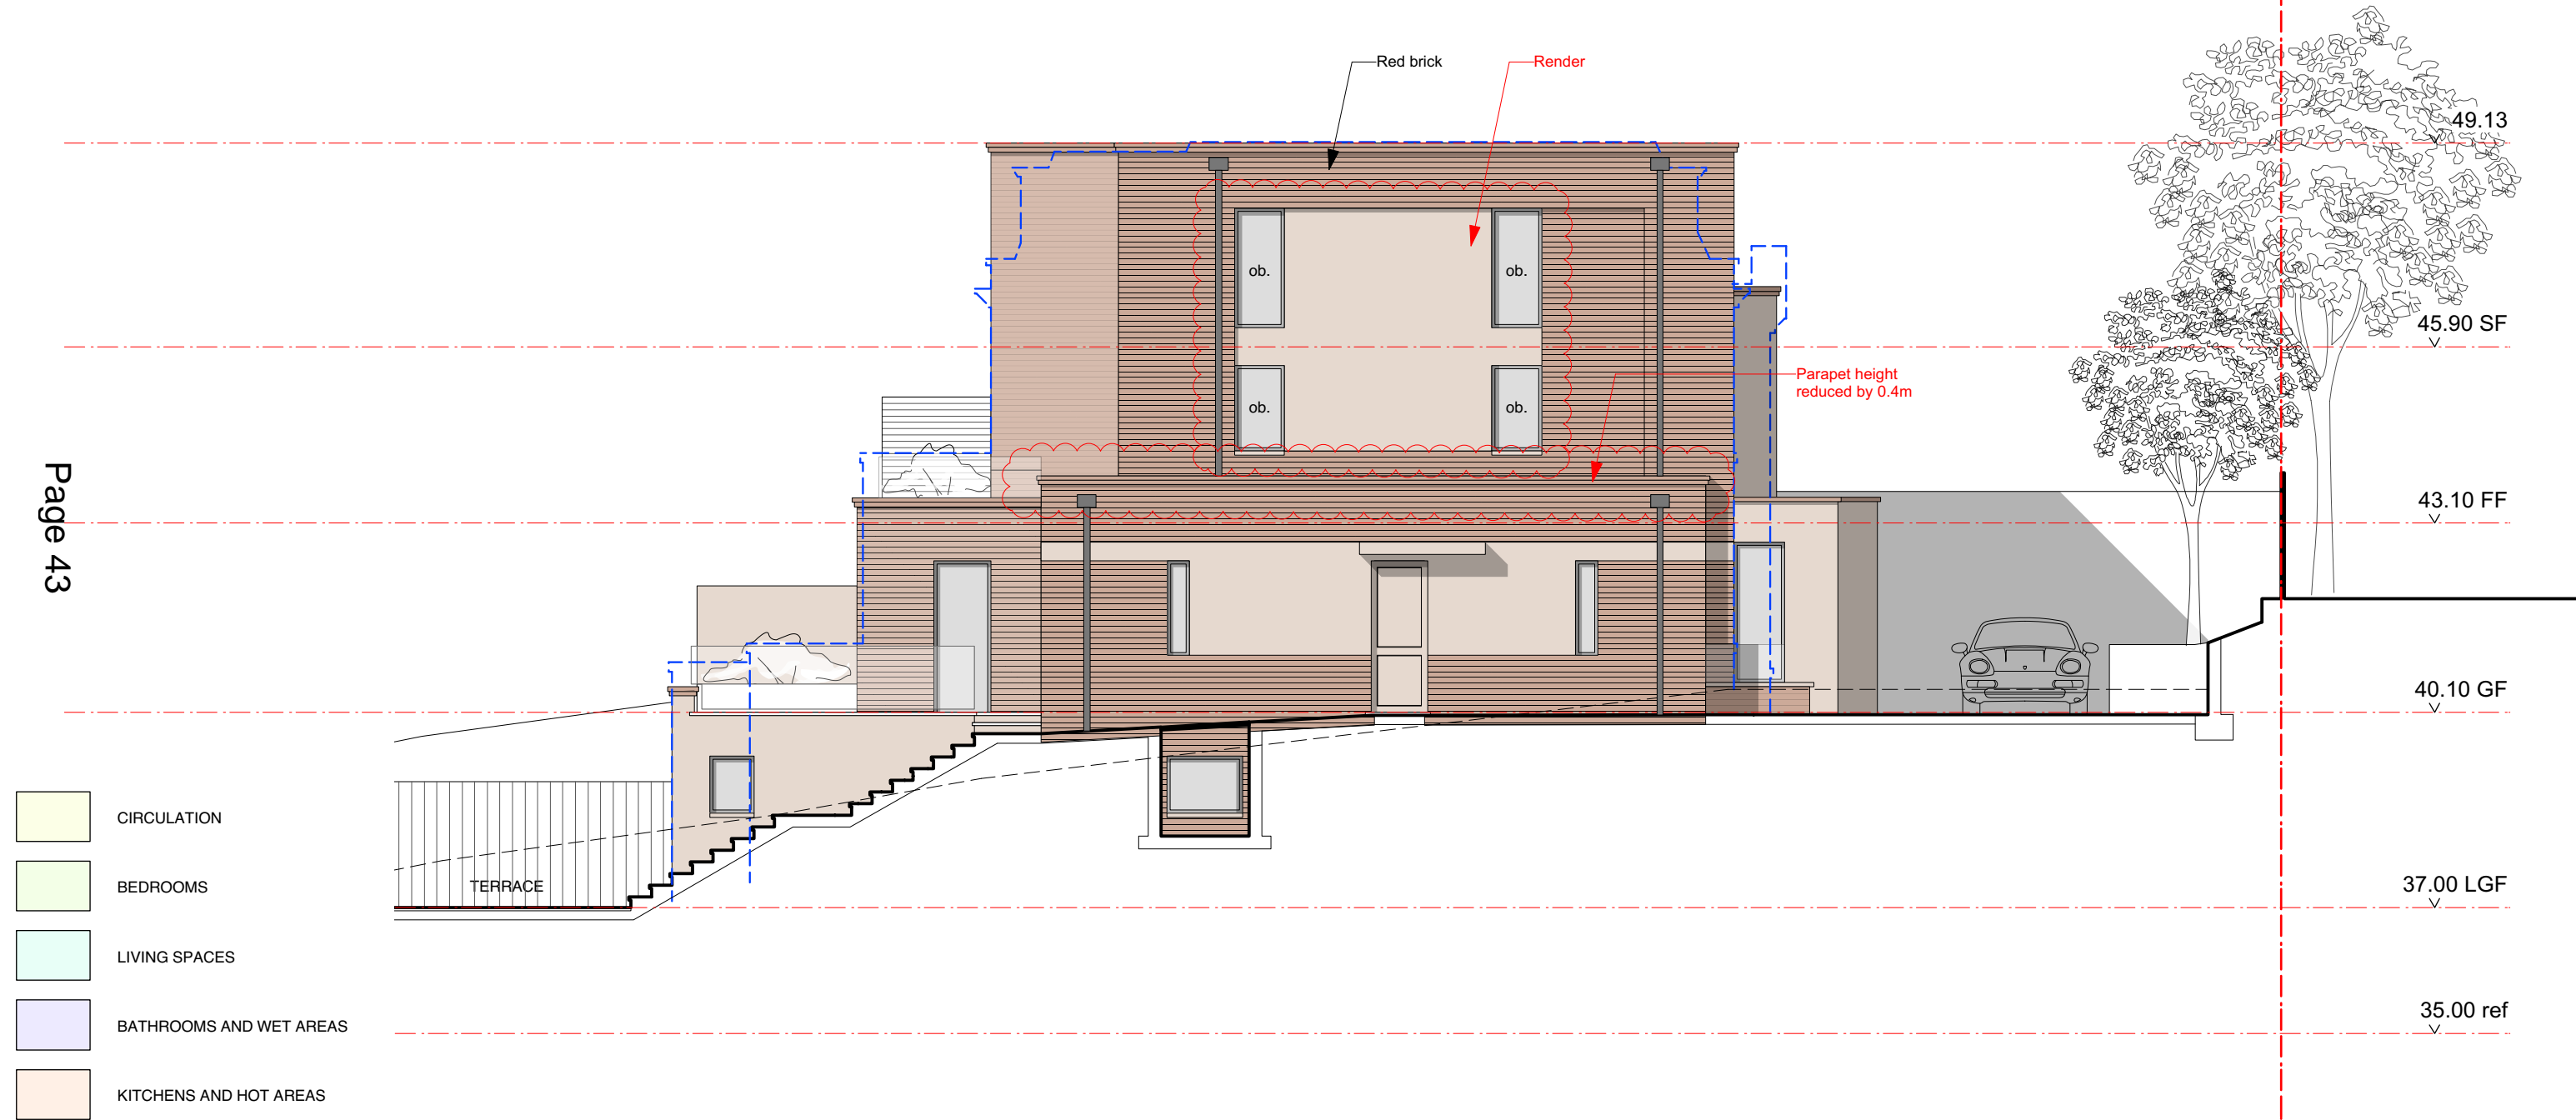 Red brick
Render
49.13
ob.
ob.
45.90 SF
Parapet height
reduced by 0.4m
ob.
ob.
43.10 FF
Page 43
40.10 GF
37.00 LGF
TERRACE
35.00 ref
CIRCULATION
BEDROOMS
LIVING SPACES
BATHROOMS AND WET AREAS
KITCHENS AND HOT AREAS